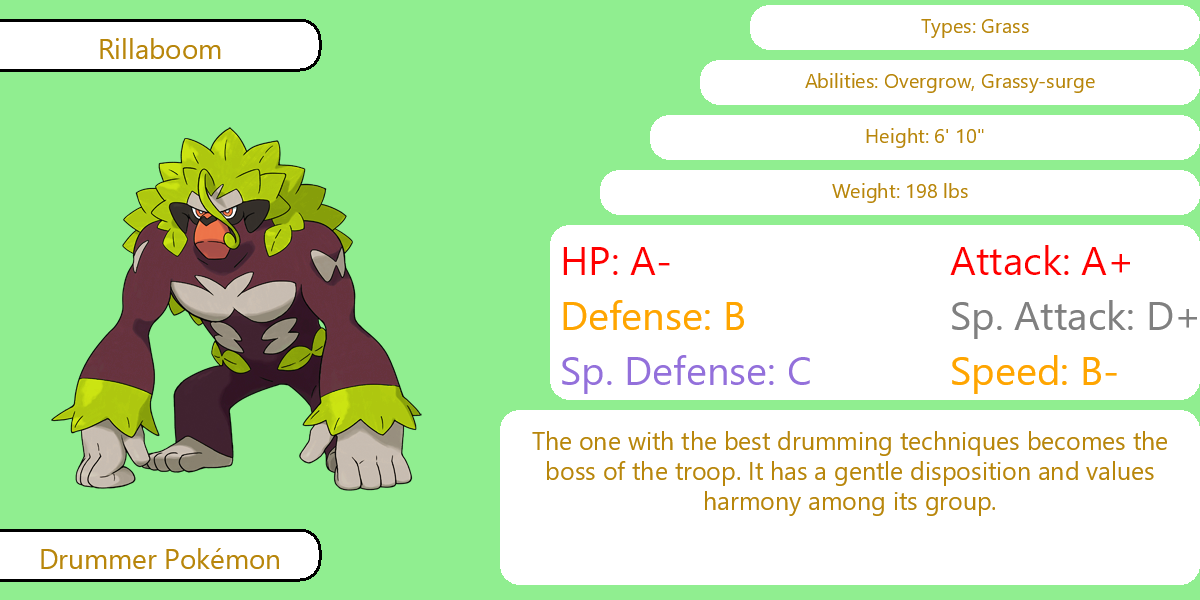 Rillaboom
Types: Grass
Abilities: Overgrow, Grassy-surge
Height: 6' 10"
Weight: 198 lbs
HP: A-
Attack: A+
Defense: B
Sp. Attack: D+
Sp. Defense: C
Speed: B-
The one with the best drumming techniques becomes the
boss of the troop. It has a gentle disposition and values
harmony among its group.
Drummer Pokémon